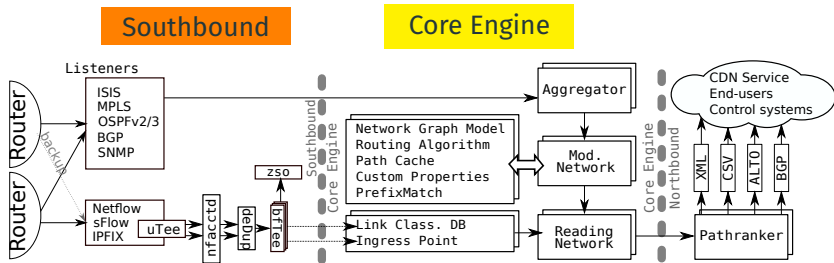 Southbound
Core Engine
Listeners
Router
Router
backup
ISIS
MPLS
OSPFv2/3
BGP
SNMP
Netflow
sFlow
IPFIX
uTee
nfacctd
deDup
bfTee
zso
Southbound
Core Engine
Network Graph Model
Routing Algorithm
Path Cache
Custom Properties
PrefixMatch
Link Class. DB
Ingress Point
Aggregator
Mod.
Network
Reading
Network
Core Engine
Northbound
CDN Service
End-users
Control systems
XML
CSV
ALTO
BGP
Pathranker